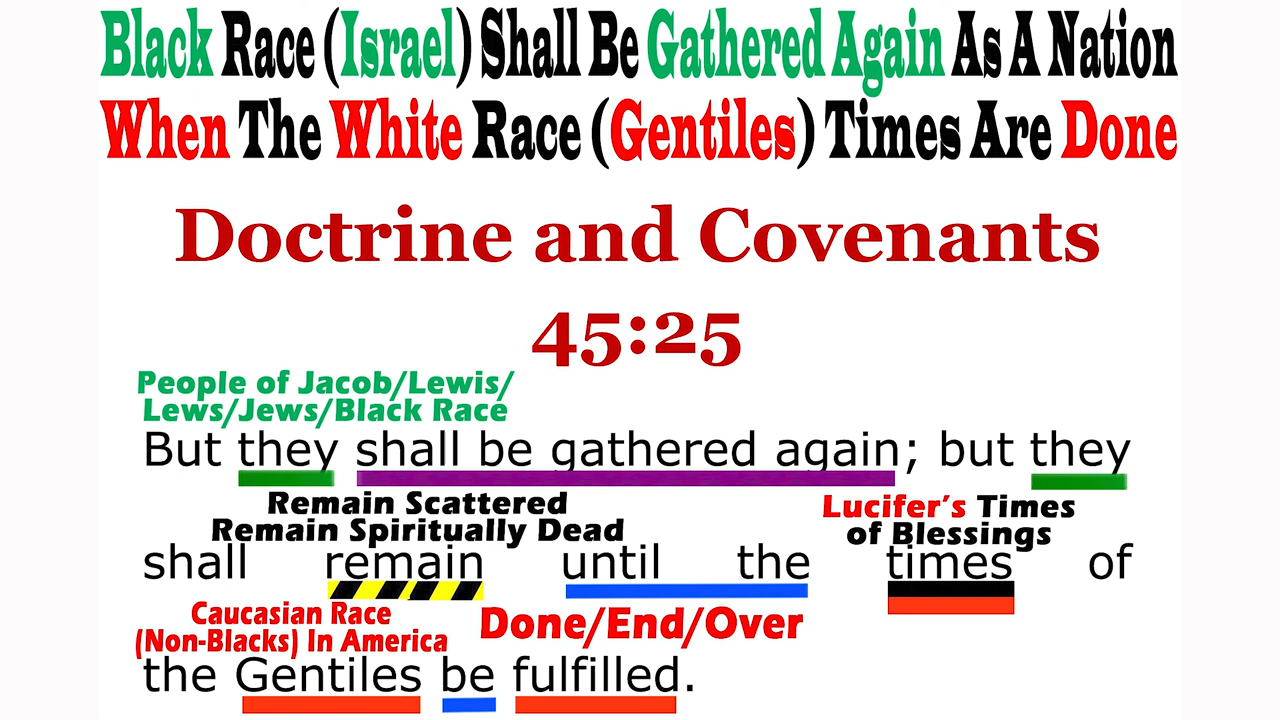 Black Race (Israel) Shall Be Gathered Again As A Nation
When The White Race (Gentiles) Times Are Done
Doctrine and Covenants
45:25
People of Jacob/Lewis/
Lews/Jews/Black Race
But they shall be gathered again; but they
Remain Scattered
Remain Spiritually Dead
Lucifer's Times
of Blessings
shall remain until the times of
Caucasian Race
(Non-Blacks) In America
Done/End/Over
the Gentiles be fulfilled.